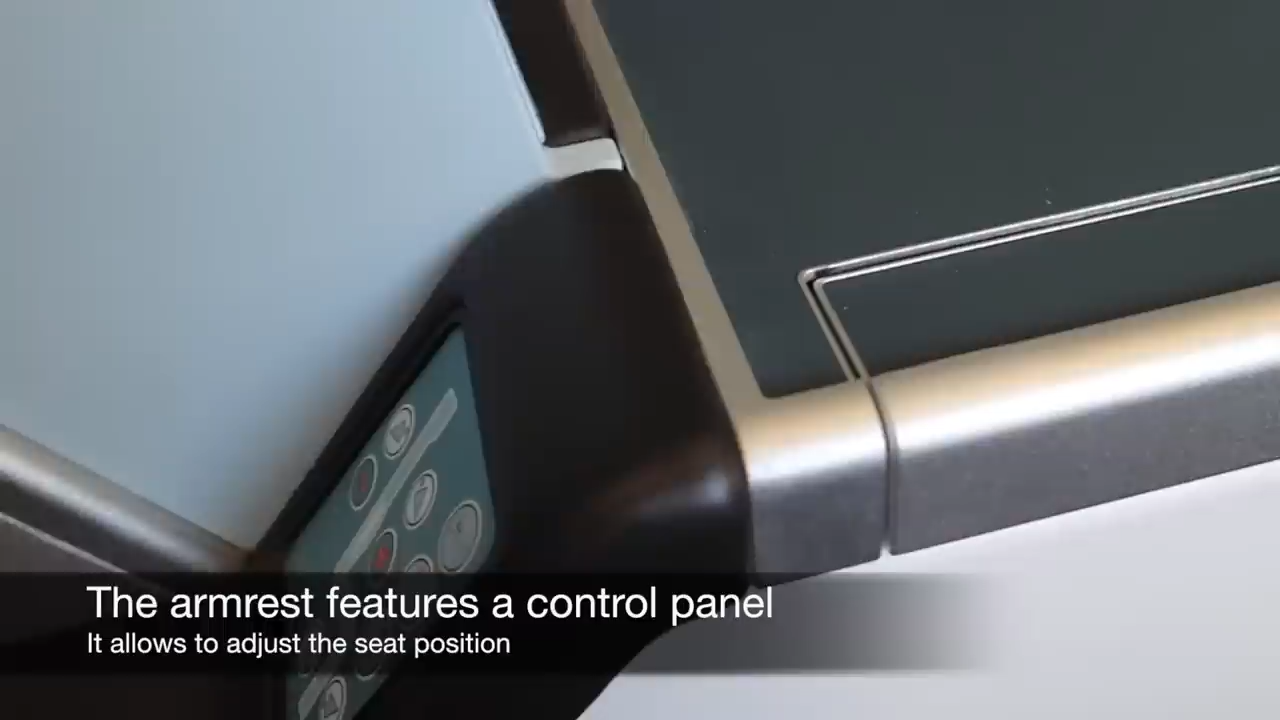 The armrest features a control panel
It allows to adjust the seat position